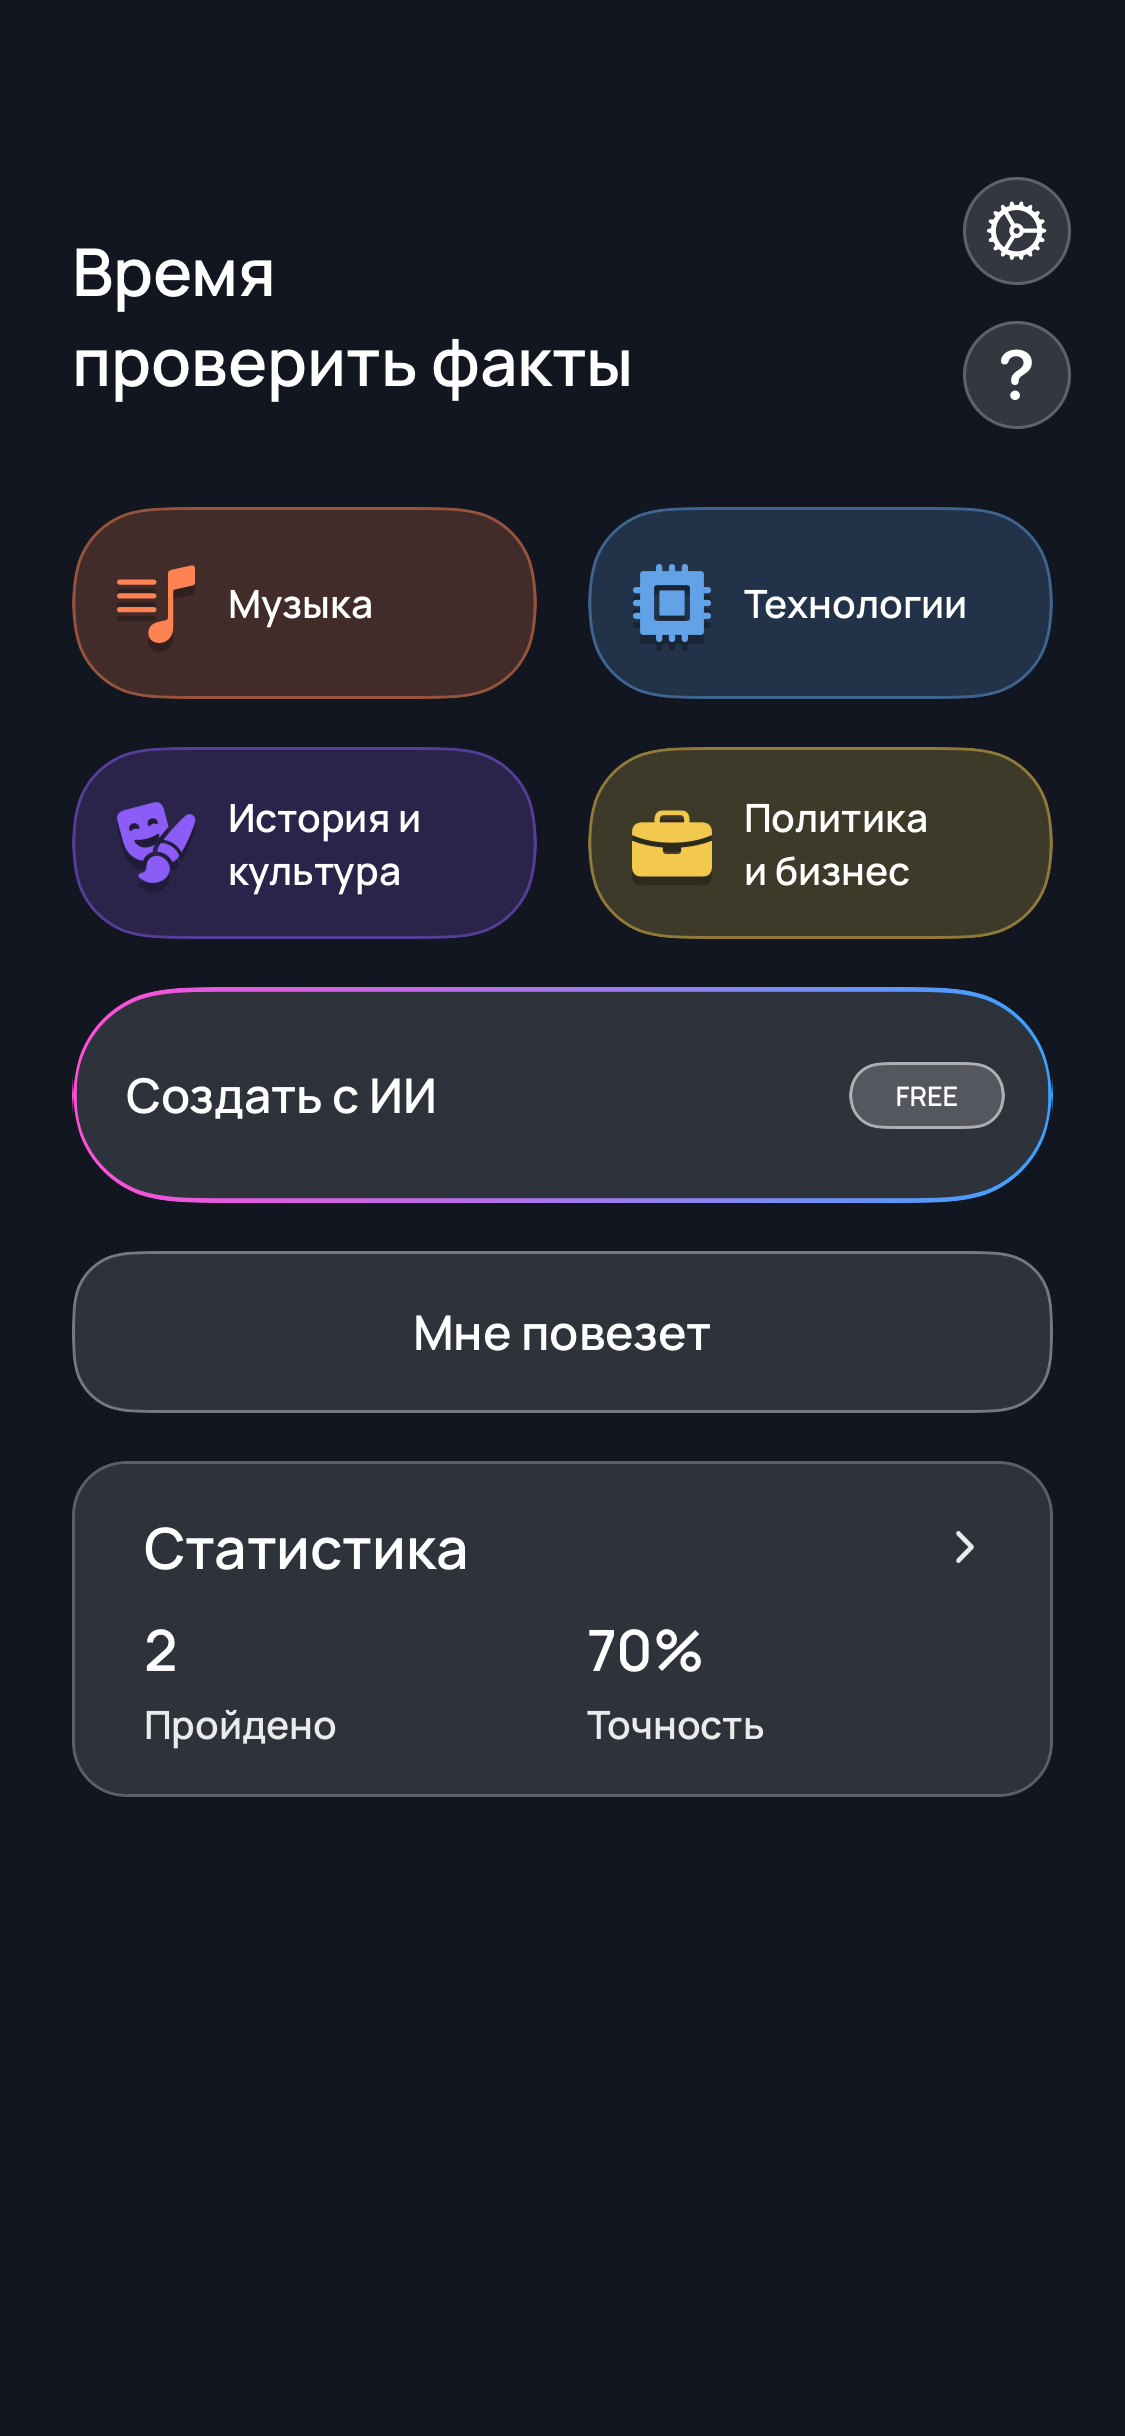 Время
проверить факты
?
Музыка
Технологии
История и
культура
Политика
и бизнес
Создать с ИИ
FREE
Мне повезет
Статистика
2
70%
Пройдено
Точность